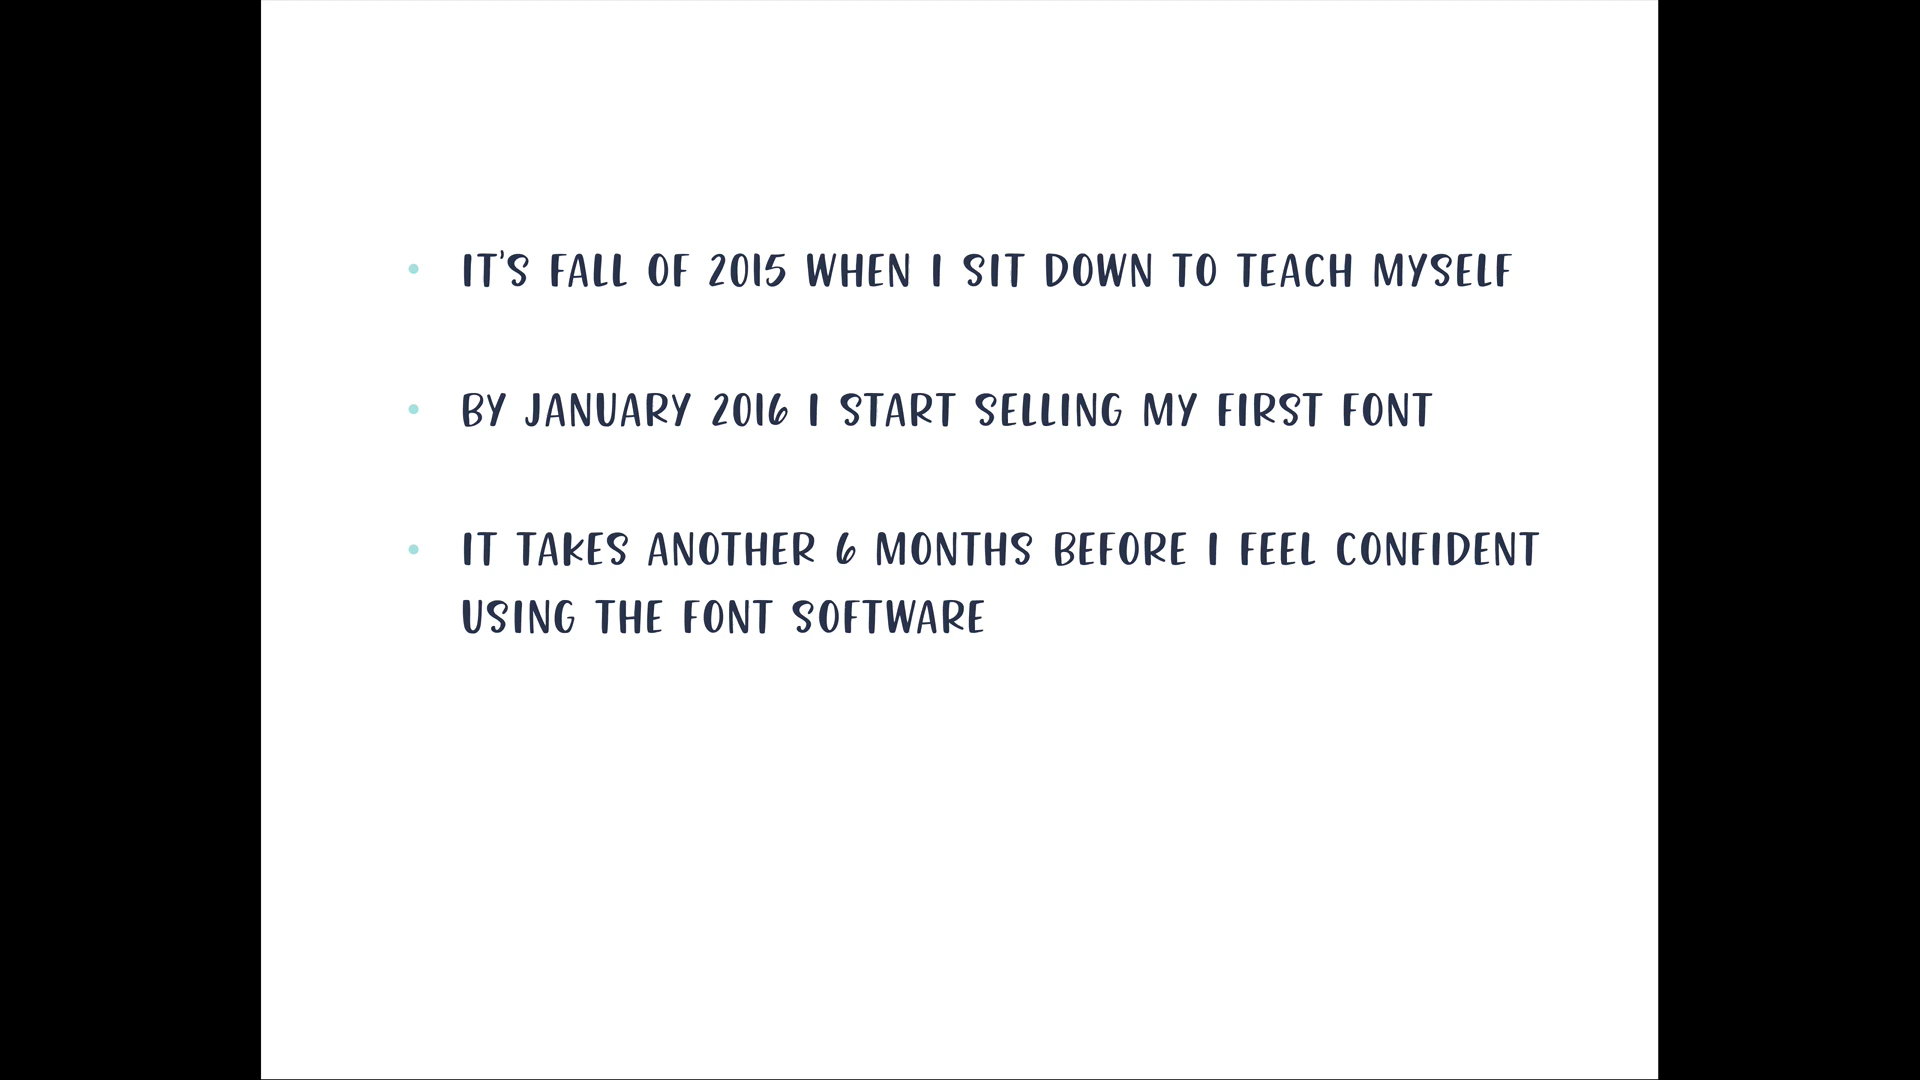 • IT'S FALL OF 2015 WHEN I SIT DOWN TO TEACH MYSELF
• BY JANUARY 2016 I START SELLING MY FIRST FONT
• IT TAKES ANOTHER 6 MONTHS BEFORE I FEEL CONFIDENT
USING THE FONT SOFTWARE